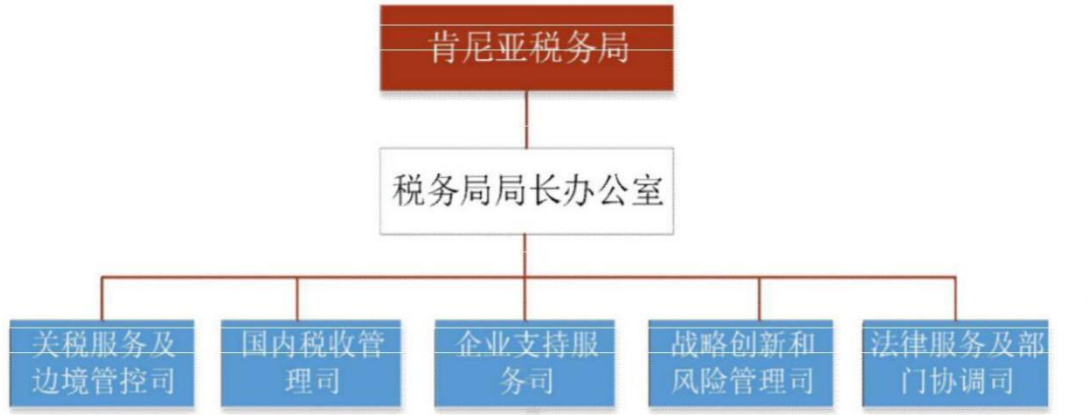 肯尼亚税务局
税务局局长办公室
关税服务及
边境管控司
国内税收管
理司
企业支持服
务司
战略创新和
风险管理司
法律服务及部
门协调司